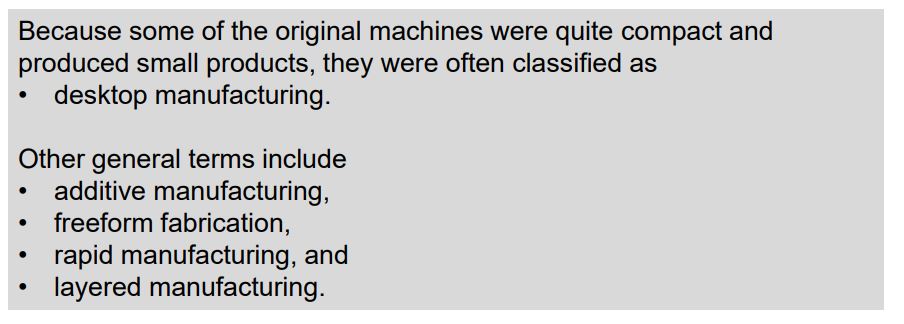 Because some of the original machines were quite compact and
produced small products, they were often classified as
• desktop manufacturing.
Other general terms include
• additive manufacturing,
• freeform fabrication,
• rapid manufacturing, and
• layered manufacturing.